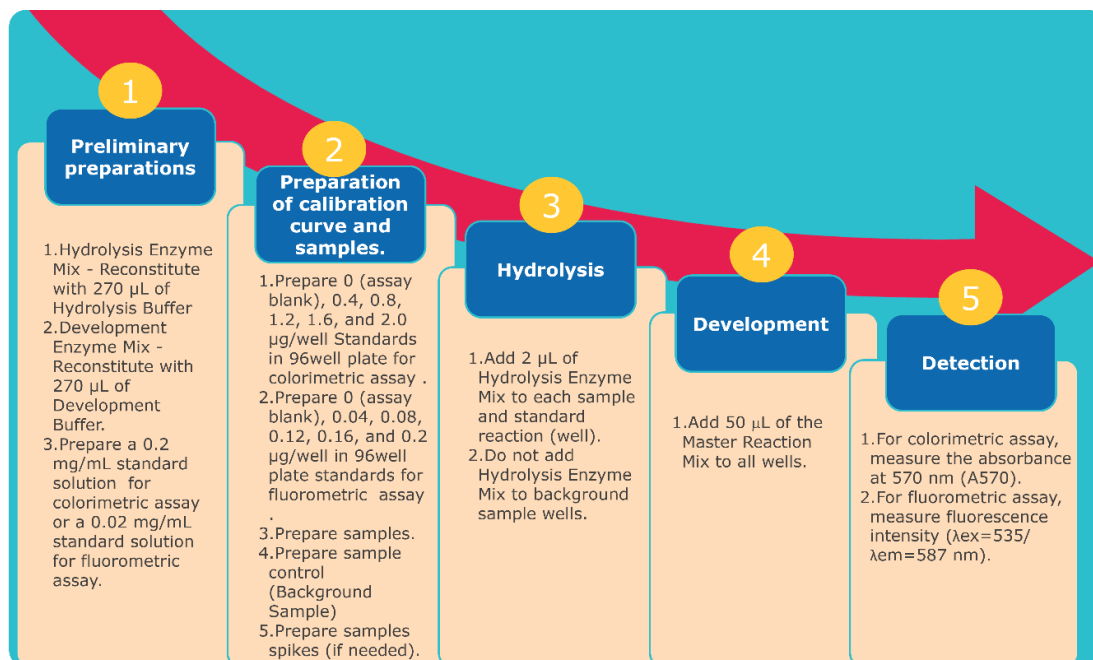 1
Preliminary
preparations
1.Hydrolysis Enzyme
Mix - Reconstitute
with 270 µL of
Hydrolysis Buffer
2.Development
Enzyme Mix -
Reconstitute with
270 µL of
Development
Buffer.
3.Prepare a 0.2
mg/mL standard
solution for
colorimetric assay
or a 0.02 mg/mL
standard solution
for fluorometric
assay.
2
Preparation
of calibration
curve and
samples.
1.Prepare 0 (assay
blank), 0.4, 0.8,
1.2, 1.6, and 2.0
µg/well Standards
in 96well plate for
colorimetric assay .
2.Prepare 0 (assay
blank), 0.04, 0.08,
0.12, 0.16, and 0.2
µg/well in 96well
plate standards for
fluorometric assay
.
3.Prepare samples.
4.Prepare sample
control
(Background
Sample)
5.Prepare samples
spikes (if needed).
3
Hydrolysis
1.Add 2 µL of
Hydrolysis Enzyme
Mix to each sample
and standard
reaction (well).
2.Do not add
Hydrolysis Enzyme
Mix to background
sample wells.
4
Development
1.Add 50 µL of the
Master Reaction
Mix to all wells.
5
Detection
1.For colorimetric assay,
measure the absorbance
at 570 nm (A570).
2.For fluorometric assay,
measure fluorescence
intensity (λex=535/
λem=587 nm).